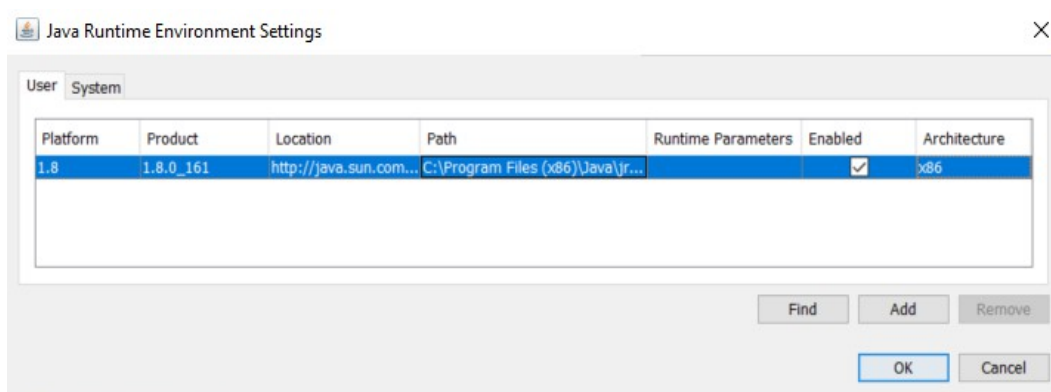 Java Runtime Environment Settings
User System
Platform Product Location Path Runtime Parameters Enabled Architecture
1.8 1.8.0_161 http://java.sun.com... C:\Program Files (x86)\Java\jr... x86
Find Add Remove
OK Cancel